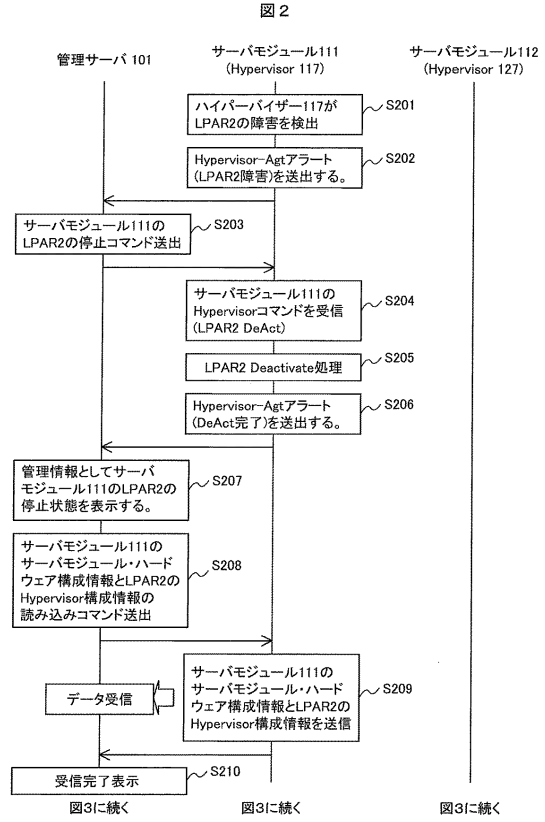 図2
管理サーバ 101
サーバモジュール111
(Hypervisor 117)
サーバモジュール112
(Hypervisor 127)
ハイパーバイザー117が
LPAR2の障害を検出
S201
Hypervisor-Agtアラート
(LPAR2障害)を送出する。
S202
サーバモジュール111の
LPAR2の停止コマンド送出
S203
サーバモジュール111の
Hypervisorコマンドを受信
(LPAR2 DeAct)
S204
LPAR2 Deactivate処理
S205
Hypervisor-Agtアラート
(DeAct完了)を送出する。
S206
管理情報としてサーバ
モジュール111のLPAR2の
停止状態を表示する。
S207
サーバモジュール111の
サーバモジュール・ハード
ウェア構成情報とLPAR2の
Hypervisor構成情報の
読み込みコマンド送出
S208
サーバモジュール111の
サーバモジュール・ハード
ウェア構成情報とLPAR2の
Hypervisor構成情報を送信
S209
データ受信
受信完了表示
S210
図3に続く
図3に続く
図3に続く